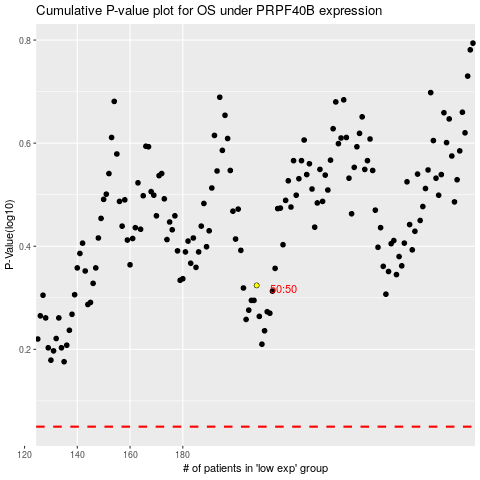 Cumulative P-value plot for OS under PRPF40B expression
P-Value(log10)
0.8
0.6
0.4
0.2
50:50
120 140 160 180
# of patients in 'low exp' group